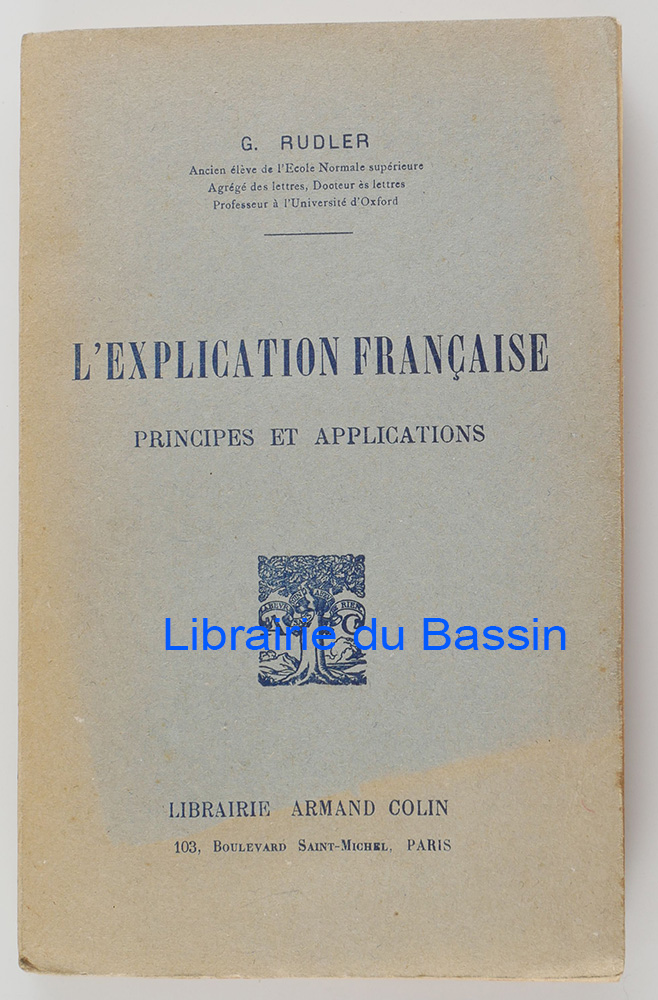 G. RUDLER
Ancien élève de l'Ecole Normale supérieure
Agrégé des lettres, Docteur ès lettres
Professeur à l'Université d'Oxford
L'EXPLICATION FRANÇAISE
PRINCIPES ET APPLICATIONS
Librairie du Bassin
LIBRAIRIE ARMAND COLIN
103, BOULEVARD SAINT-MICHEL, PARIS